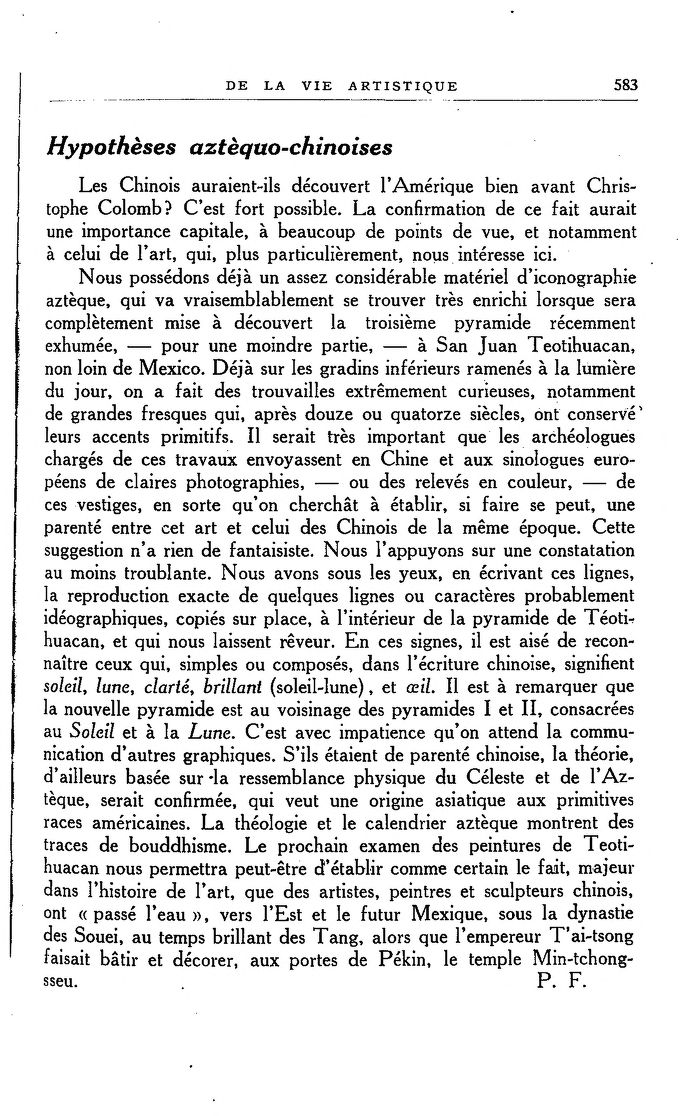 DE LA VIE ARTISTIQUE 583
Hypothèses aztèquo-chinoises
Les Chinois auraient-ils découvert l'Amérique bien avant Chris-
tophe Colomb? C'est fort possible. La confirmation de ce fait aurait
une importance capitale, à beaucoup de points de vue, et notamment
à celui de l'art, qui, plus particulièrement, nous intéresse ici.
Nous possédons déjà un assez considérable matériel d'iconographie
aztèque, qui va vraisemblablement se trouver très enrichi lorsque sera
complètement mise à découvert la troisième pyramide récemment
exhumée, — pour une moindre partie, — à San Juan Teotihuacan,
non loin de Mexico. Déjà sur les gradins inférieurs ramenés à la lumière
du jour, on a fait des trouvailles extrêmement curieuses, notamment
de grandes fresques qui, après douze ou quatorze siècles, ont conservé
leurs accents primitifs. Il serait très important que les archéologues
chargés de ces travaux envoyassent en Chine et aux sinologues euro-
péens de claires photographies, — ou des relevés en couleur, — de
ces vestiges, en sorte qu'on cherchât à établir, si faire se peut, une
parenté entre cet art et celui des Chinois de la même époque. Cette
suggestion n'a rien de fantaisiste. Nous l'appuyons sur une constatation
au moins troublante. Nous avons sous les yeux, en écrivant ces lignes,
la reproduction exacte de quelques lignes ou caractères probablement
idéographiques, copiés sur place, à l'intérieur de la pyramide de Téoti-
huacan, et qui nous laissent rêveur. En ces signes, il est aisé de recon-
naître ceux qui, simples ou composés, dans l'écriture chinoise, signifient
soleil, lune, clarté, brillant (soleil-lune), et œil. Il est à remarquer que
la nouvelle pyramide est au voisinage des pyramides I et II, consacrées
au Soleil et à la Lune. C'est avec impatience qu'on attend la commu-
nication d'autres graphiques. S'ils étaient de parenté chinoise, la théorie,
d'ailleurs basée sur la ressemblance physique du Céleste et de l'Az-
tèque, serait confirmée, qui veut une origine asiatique aux primitives
races américaines. La théologie et le calendrier aztèque montrent des
traces de bouddhisme. Le prochain examen des peintures de Teoti-
huacan nous permettra peut-être d'établir comme certain le fait, majeur
dans l'histoire de l'art, que des artistes, peintres et sculpteurs chinois,
ont « passé l'eau », vers l'Est et le futur Mexique, sous la dynastie
des Souei, au temps brillant des Tang, alors que l'empereur T'ai-tsong
faisait bâtir et décorer, aux portes de Pékin, le temple Min-tchong-
sseu. P. F.